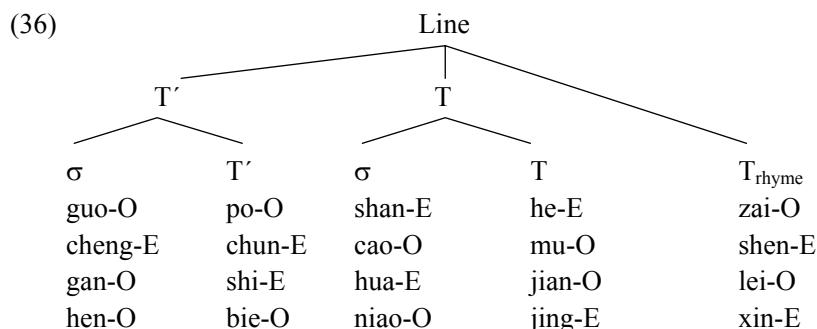 (36) Line
T´ T
σ T´ σ T T_rhyme
guo-O po-O shan-E he-E zai-O
cheng-E chun-E cao-O mu-O shen-E
gan-O shi-E hua-E jian-O lei-O
hen-O bie-O niao-O jing-E xin-E